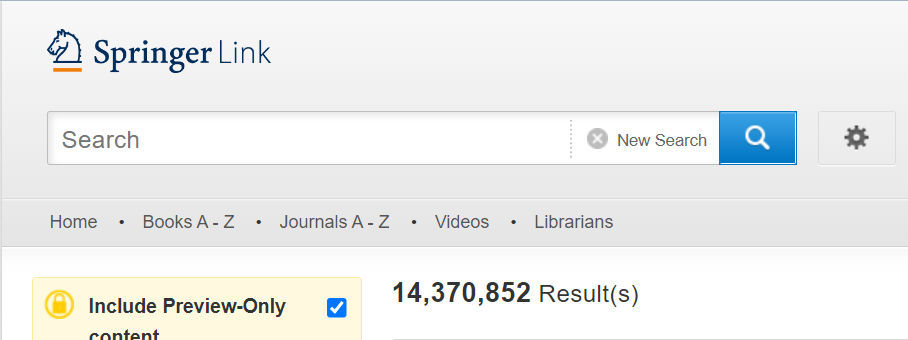 Springer Link
Search
New Search
Home • Books A - Z • Journals A - Z • Videos • Librarians
Include Preview-Only
content
14,370,852 Result(s)